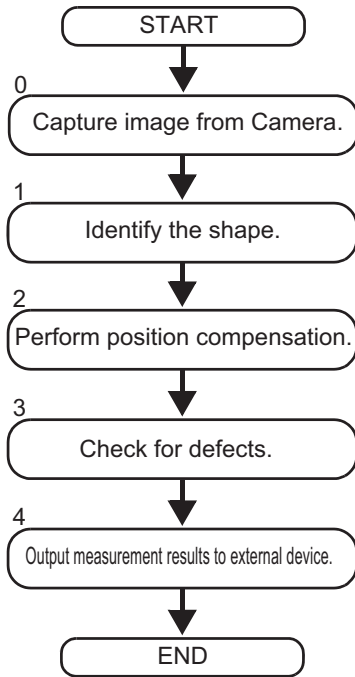 START
0
Capture image from Camera.
1
Identify the shape.
2
Perform position compensation.
3
Check for defects.
4
Output measurement results to external device.
END